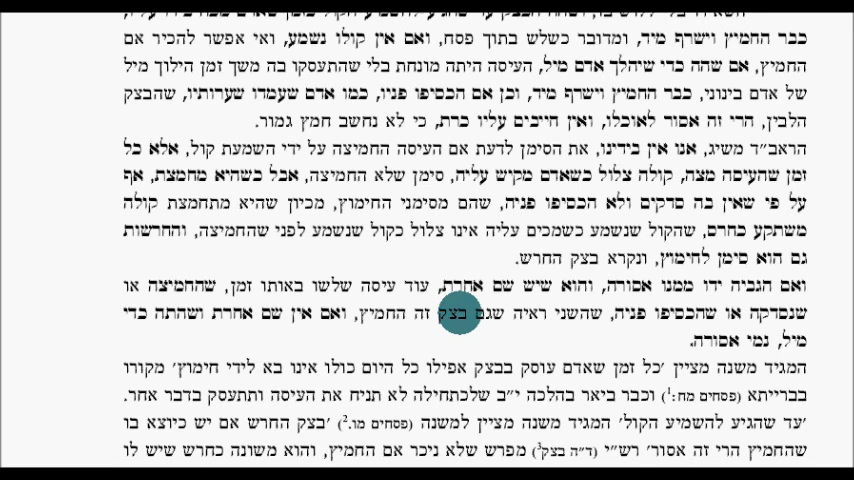 כבר החמיץ וישרף מיד, ומדובר כשלש בתוך פסח, ואם אין קולו נשמע, ואי אפשר להכיר אם
החמיץ, אם שהה כדי שיהלך אדם מיל, העיסה היתה מונחת בלי שהתעסקו בה משך זמן הילוך מיל
של אדם בינוני, כבר החמיץ וישרף מיד, וכן אם הכסיפו פניו, כמו אדם שעמדו שערותיו, שהבצק
הלבין, הרי זה אסור לאוכלו, ואין חייבים עליו כרת, כי לא נחשב חמץ גמור.
הראב״ד משיג, אנו אין בידינו, את הסימן לדעת אם העיסה החמיצה על ידי השמעת קול, אלא כל
זמן שהעיסה מצה, קולה צלול כשאדם מקיש עליה, סימן שלא החמיצה, אבל כשהיא מחמצת, אף
על פי שאין בה סדקים ולא הכסיפו פניה, שהם מסימני החימוץ, מכיון שהיא מתחמצת קולה
משתקע כחרם, שהקול שנשמע כשמכים עליה אינו צלול כקול שנשמע לפני שהחמיצה, והחרשות
גם הוא סימן לחימוץ, ונקרא בצק החרש.
ואם הגביה ידו ממנו אסורה, והוא שיש שם אחרת, עוד עיסה שלשו באותו זמן, שהחמיצה או
שנסדקה או שהכסיפו פניה, שהשני ראיה שגם בצק זה החמיץ, ואם אין שם אחרת ושהתה כדי
מיל, נמי אסורה.
המגיד משנה מציין ׳כל זמן שאדם עוסק בבצק אפילו כל היום כולו אינו בא לידי חימוץ׳ מקורו
בברייתא (פסחים מח:1) וכבר ביאר בהלכה י״ב שלכתחילה לא תניח את העיסה ותתעסק בדבר אחר.
׳עד שהגיע להשמיע הקול׳ המגיד משנה מציין למשנה (פסחים מו.2) ׳בצק החרש אם יש כיוצא בו
שהחמיץ הרי זה אסור׳ רש״י (ד״ה בצק3) מפרש שלא ניכר אם החמיץ, והוא משונה כחרש שיש לו